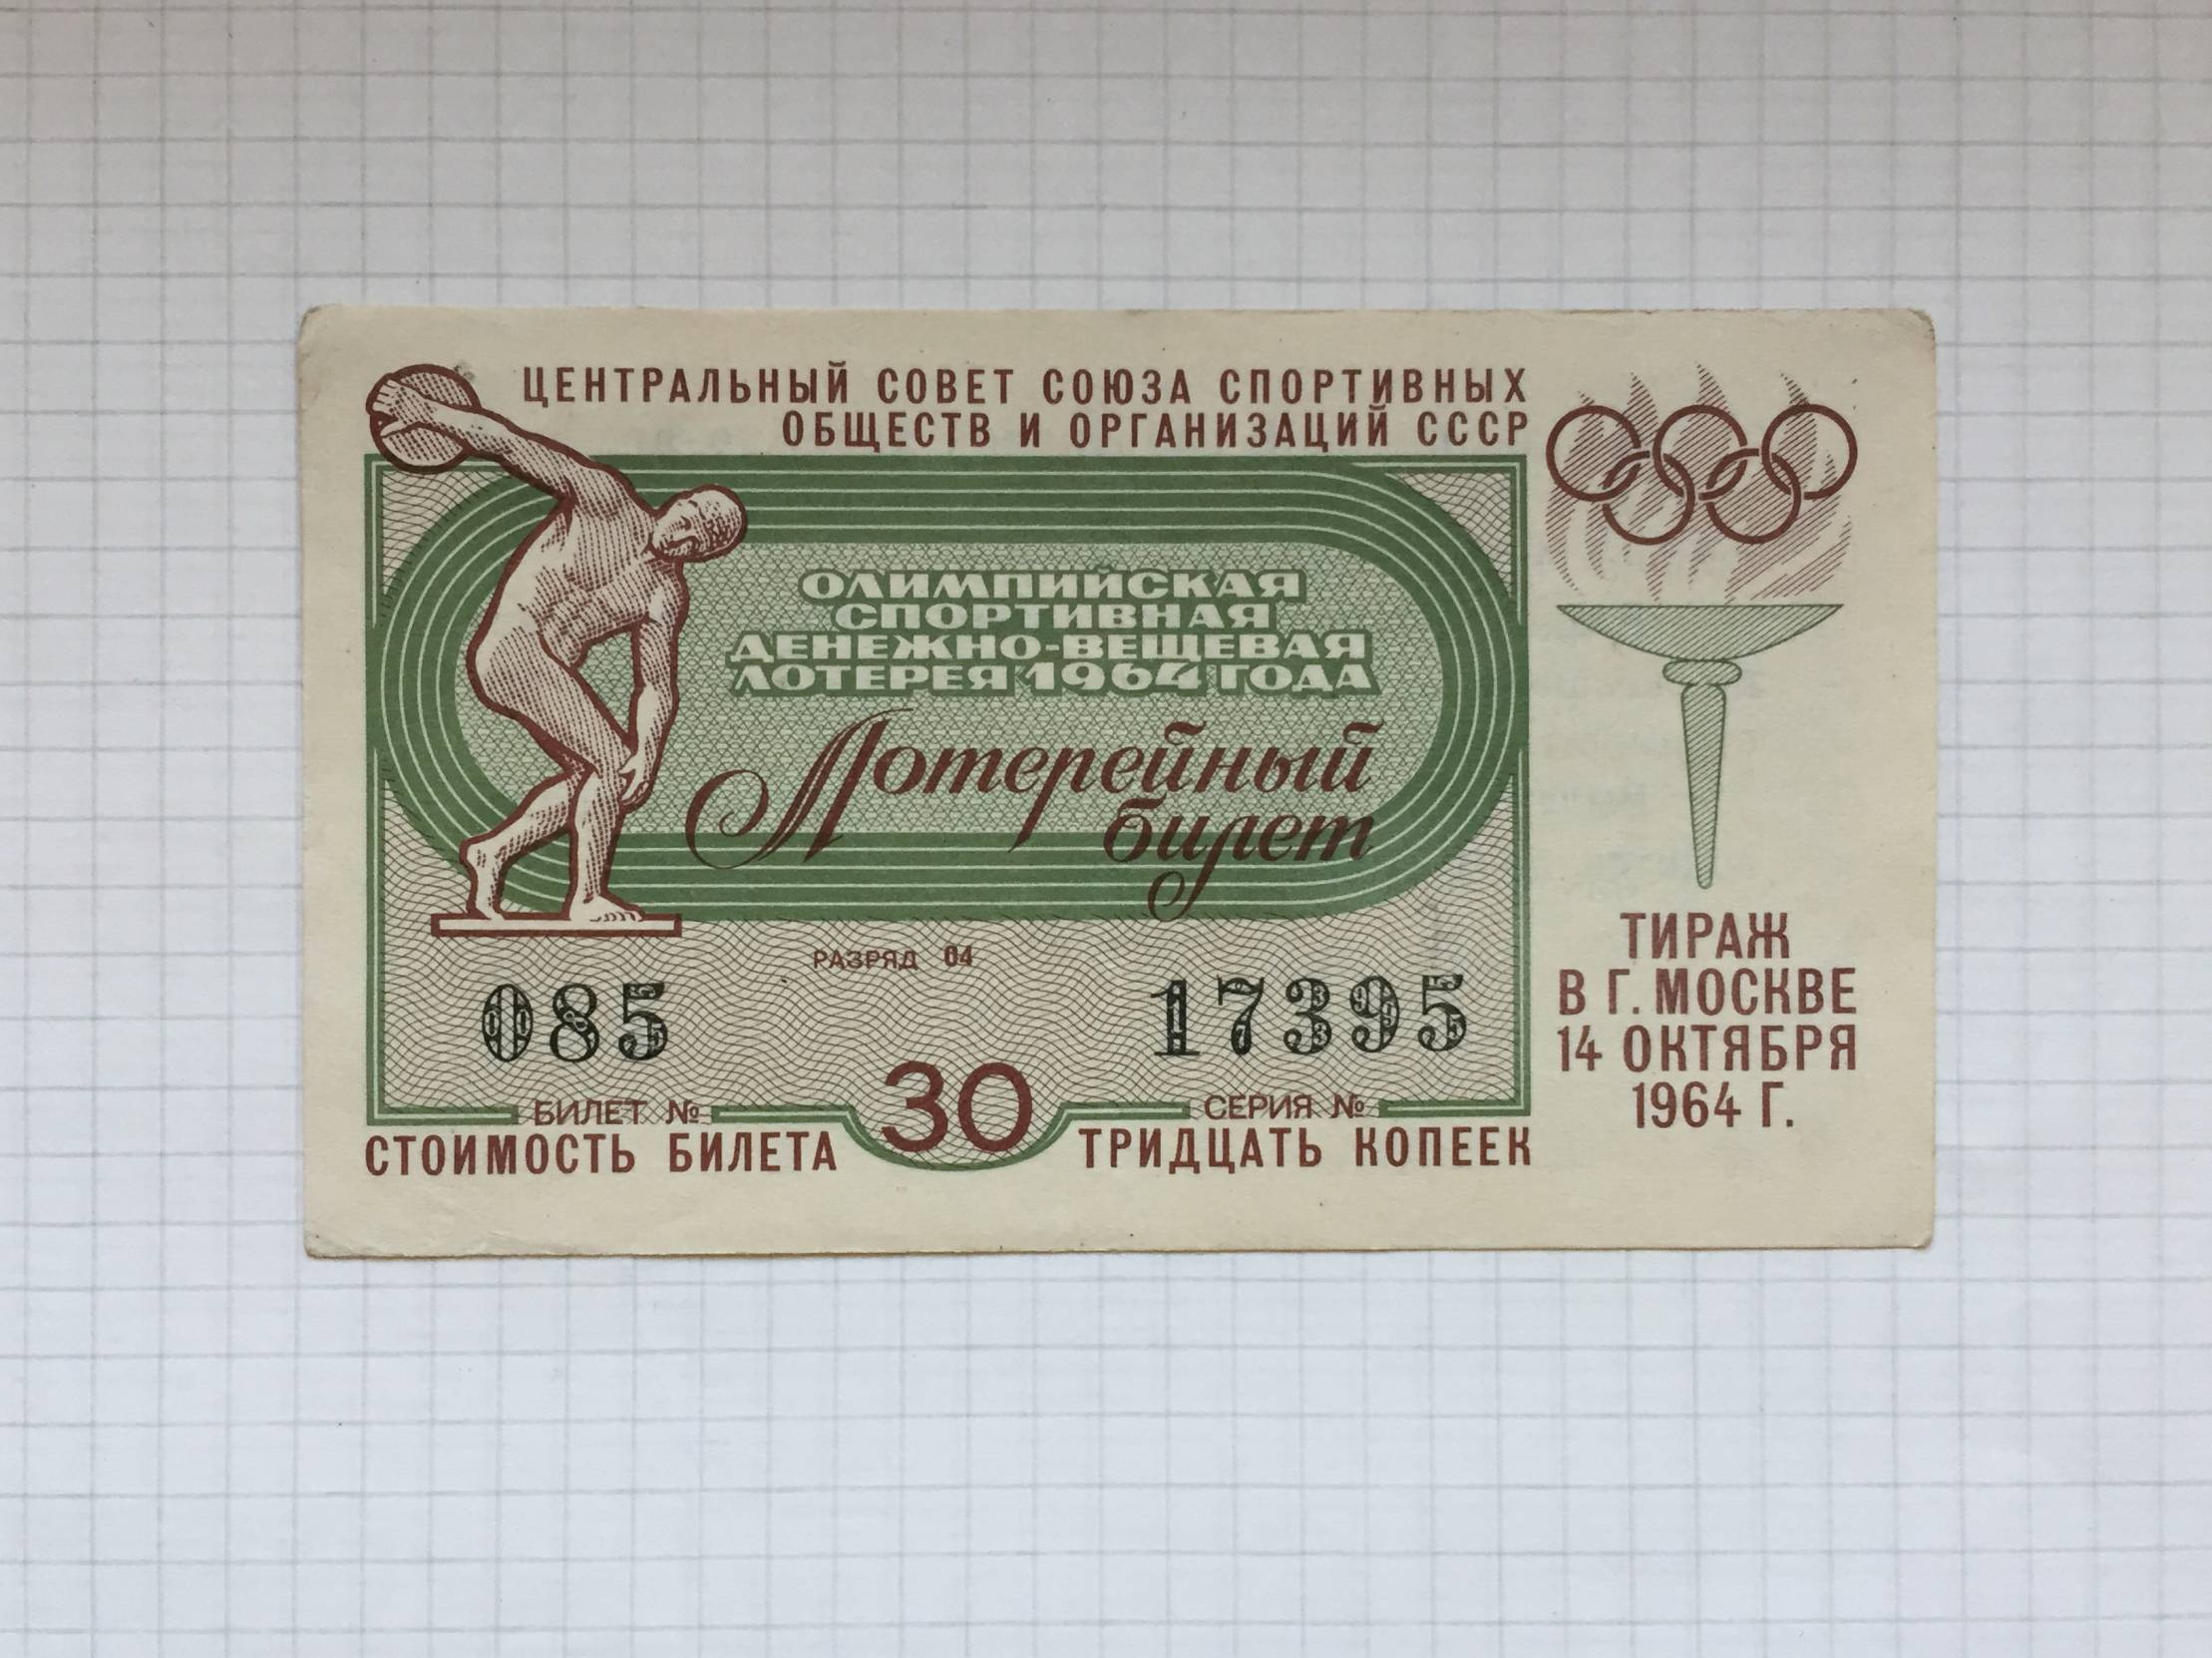 ЦЕНТРАЛЬНЫЙ СОВЕТ СОЮЗА СПОРТИВНЫХ
ОБЩЕСТВ И ОРГАНИЗАЦИЙ СССР
ОЛИМПИЙСКАЯ
СПОРТИВНАЯ
ДЕНЕЖНО-ВЕЩЕВАЯ
ЛОТЕРЕЯ 1964 ГОДА
Лотерейный
билет
РАЗРЯД 04
085 17395
БИЛЕТ № СЕРИЯ №
СТОИМОСТЬ БИЛЕТА 30 ТРИДЦАТЬ КОПЕЕК
ТИРАЖ
В Г. МОСКВЕ
14 ОКТЯБРЯ
1964 Г.